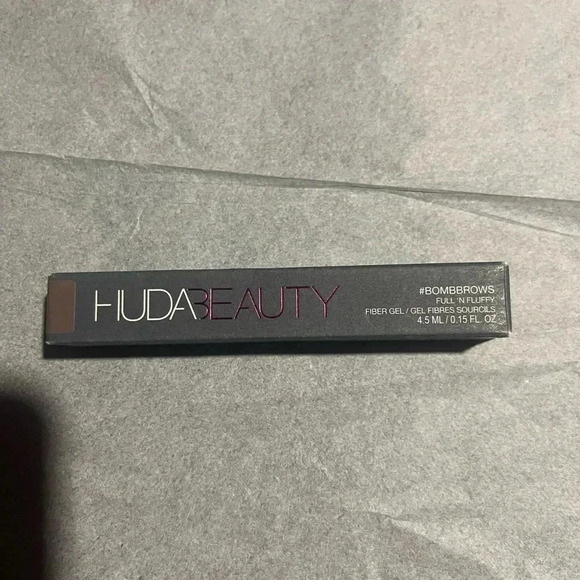 HUDABEAUTY
#BOMBBROWS
FULL 'N FLUFFY
FIBER GEL / GEL FIBRES SOURCILS
4.5 ML / 0.15 FL. OZ